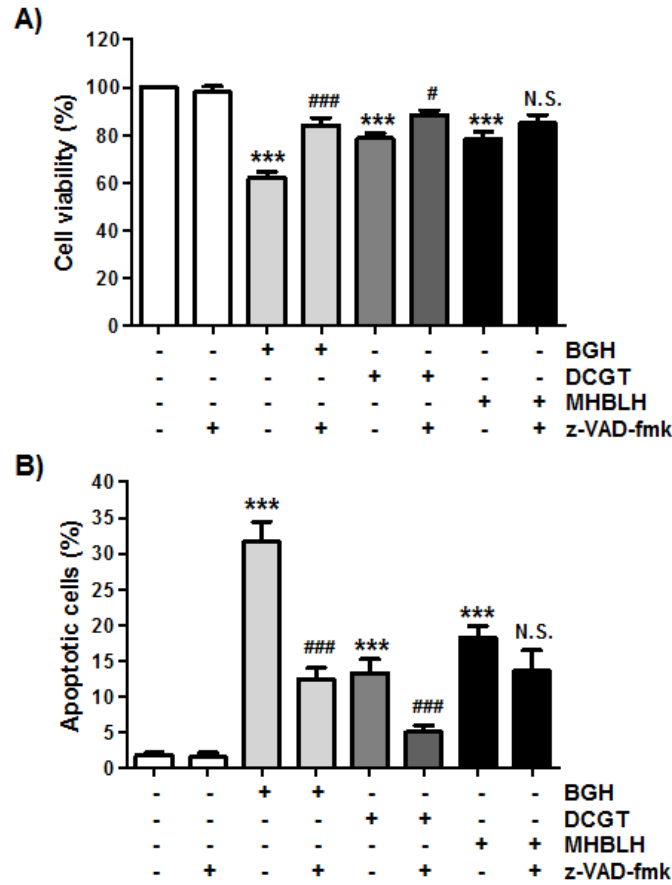 A)
Cell viability (%)
120
100
80
60
40
20
0
*** ### *** # *** N.S.
- - + + - - - - BGH
- - - - + + - - DCGT
- - - - - - + + MHBLH
- + - + - + - + z-VAD-fmk
B)
Apoptotic cells (%)
40
35
30
25
20
15
10
5
0
*** ### *** ### *** N.S.
- - + + - - - - BGH
- - - - + + - - DCGT
- - - - - - + + MHBLH
- + - + - + - + z-VAD-fmk